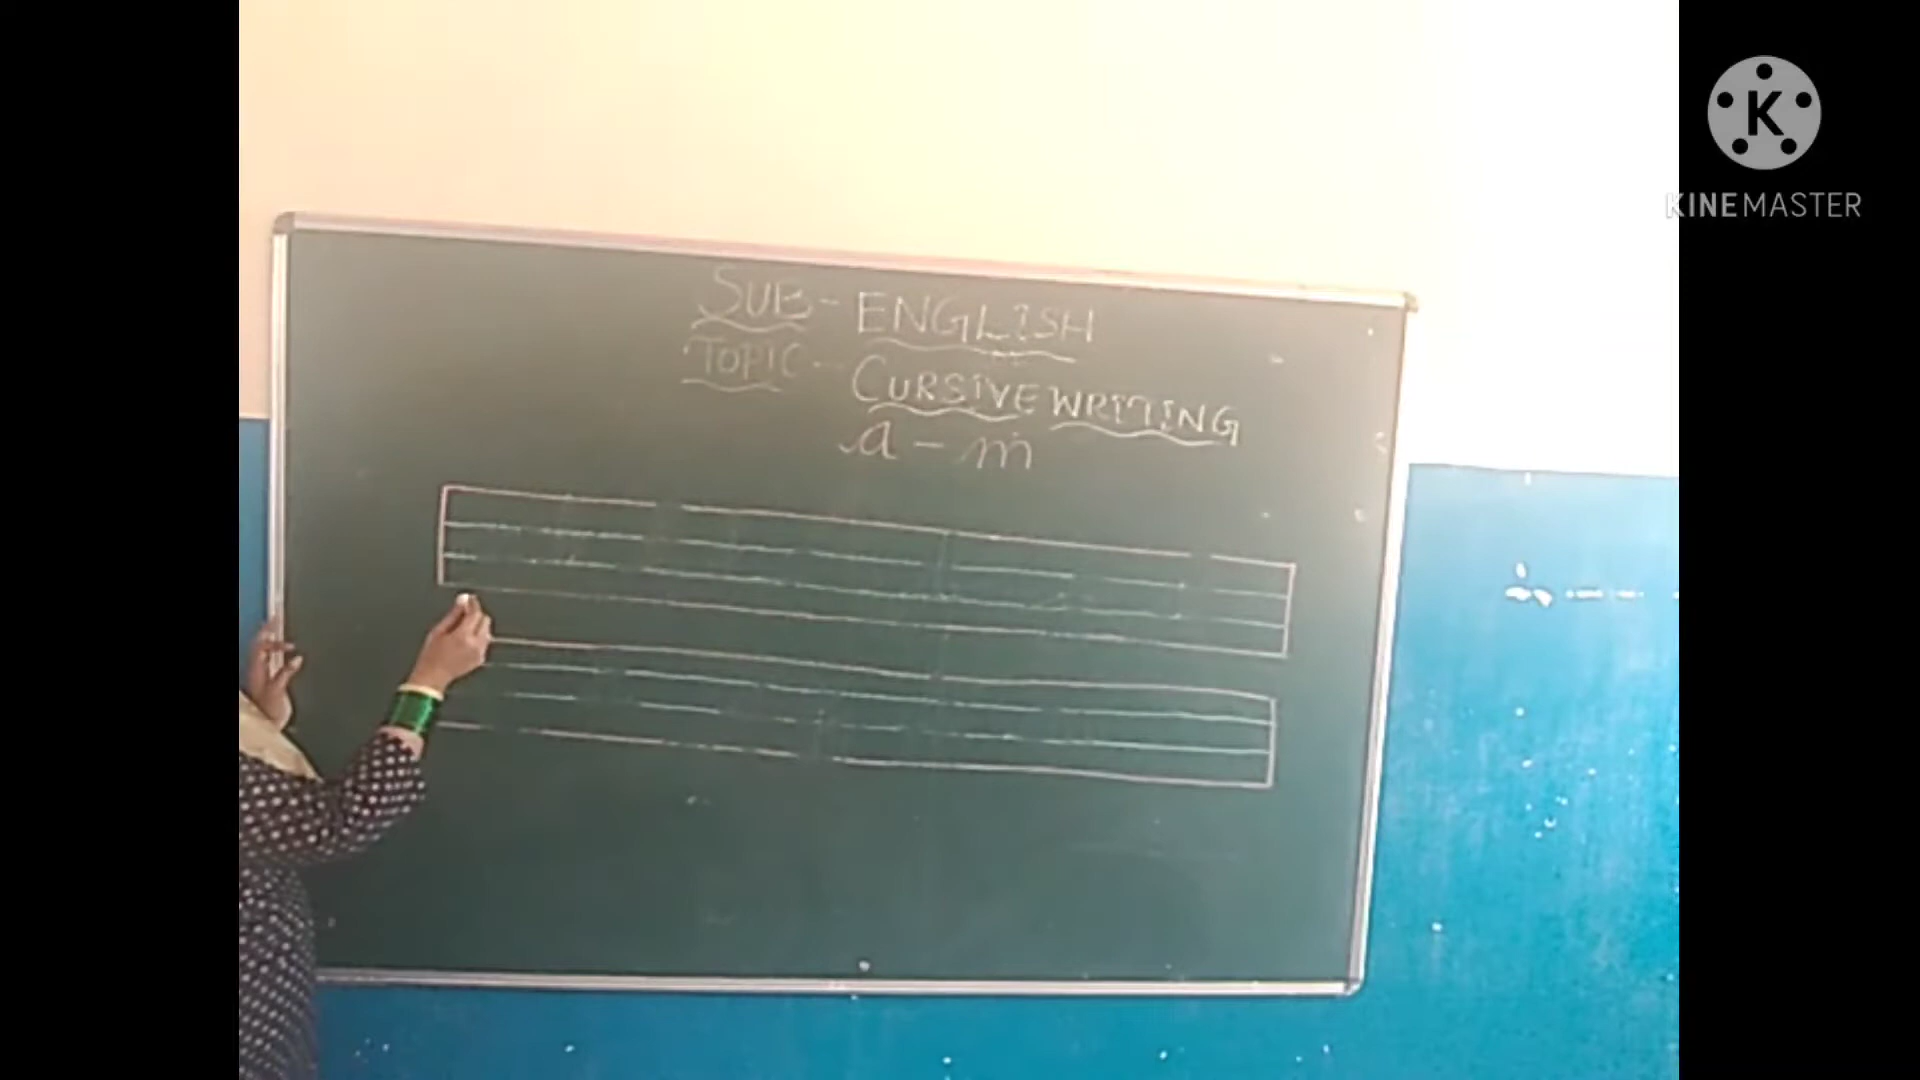 SUB - ENGLISH
TOPIC - CURSIVE WRITING
a - m
K
KINEMASTER